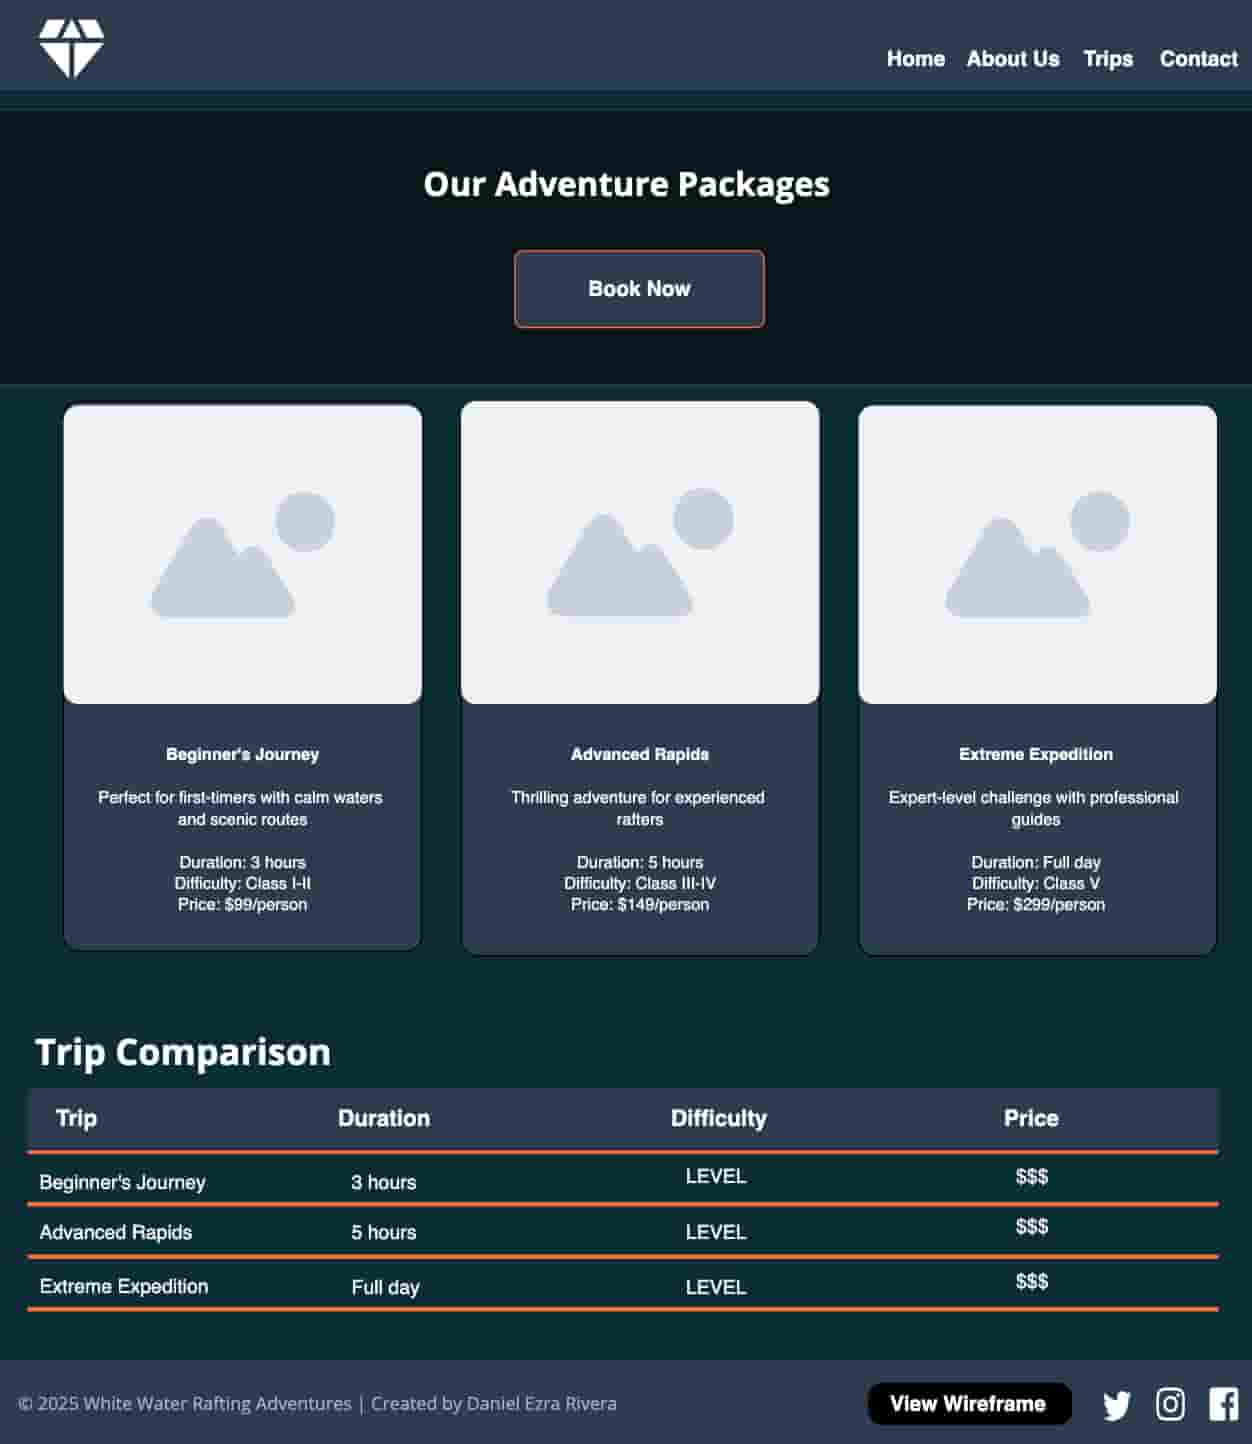 Home About Us Trips Contact
Our Adventure Packages
Book Now
Beginner's Journey
Perfect for first-timers with calm waters
and scenic routes
Duration: 3 hours
Difficulty: Class I-II
Price: $99/person
Advanced Rapids
Thrilling adventure for experienced
rafters
Duration: 5 hours
Difficulty: Class III-IV
Price: $149/person
Extreme Expedition
Expert-level challenge with professional
guides
Duration: Full day
Difficulty: Class V
Price: $299/person
Trip Comparison
Trip Duration Difficulty Price
Beginner's Journey 3 hours LEVEL $$$
Advanced Rapids 5 hours LEVEL $$$
Extreme Expedition Full day LEVEL $$$
© 2025 White Water Rafting Adventures | Created by Daniel Ezra Rivera View Wireframe